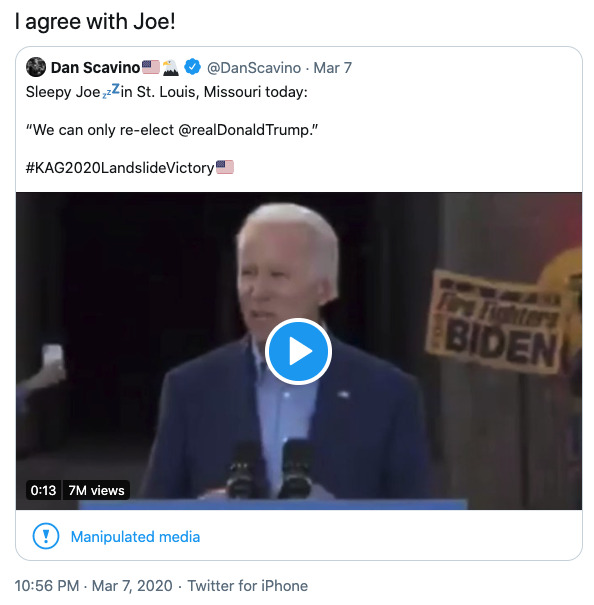 I agree with Joe!
Dan Scavino🇺🇸🦅 @DanScavino · Mar 7
Sleepy Joe💤in St. Louis, Missouri today:
“We can only re-elect @realDonaldTrump.”
#KAG2020LandslideVictory🇺🇸
Fire Fighters
BIDEN
0:13 7M views
Manipulated media
10:56 PM · Mar 7, 2020 · Twitter for iPhone